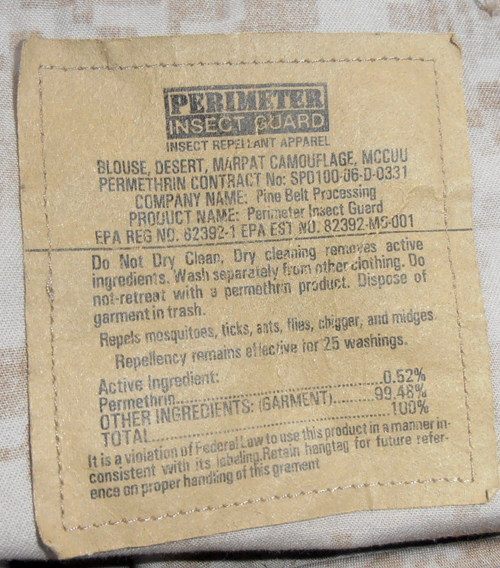 PERIMETER
INSECT GUARD
INSECT REPELLANT APPAREL
BLOUSE, DESERT, MARPAT CAMOUFLAGE, MCCUU
PERMETHRIN CONTRACT No: SP0100-06-D-0331
COMPANY NAME: Pine Belt Processing
PRODUCT NAME: Perimeter Insect Guard
EPA REG NO. 82392-1 EPA EST NO. 82392-MS-001
Do Not Dry Clean, Dry cleaning removes active
ingredients. Wash separately from other clothing. Do
not-retreat with a permethrin product. Dispose of
garment in trash.
Repels mosquitoes, ticks, ants, flies, chigger, and midges.
Repellency remains effective for 25 washings.
Active Ingredient:
Permethrin..............................0.52%
OTHER INGREDIENTS: (GARMENT)..........99.48%
TOTAL....................................100%
It is a violation of Federal Law to use this product in a manner in-
consistent with its labeling.Retain hangtag for future refer-
ence on proper handling of this grament